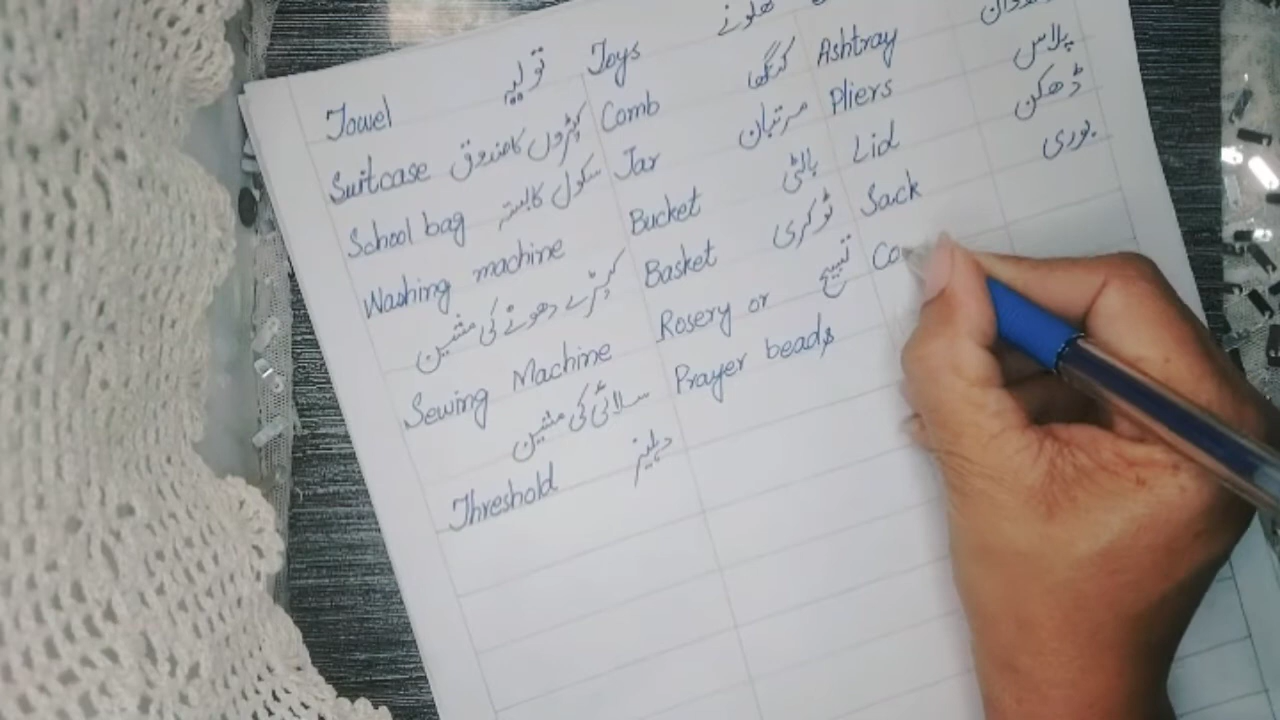 Towel تولیہ
Suitcase کپڑوں کا صندوق
School bag سکول کا بستہ
Washing machine
کپڑے دھونے کی مشین
Sewing Machine
سلائی کی مشین
Threshold دہلیز
Toys
Comb کنگھا
Jar مرتبان
Bucket بالٹی
Basket ٹوکری
Rosery or تسبیح
Prayer beads
Ashtray
Pliers پلاس
Lid ڈھکن
Sack بوری
Co